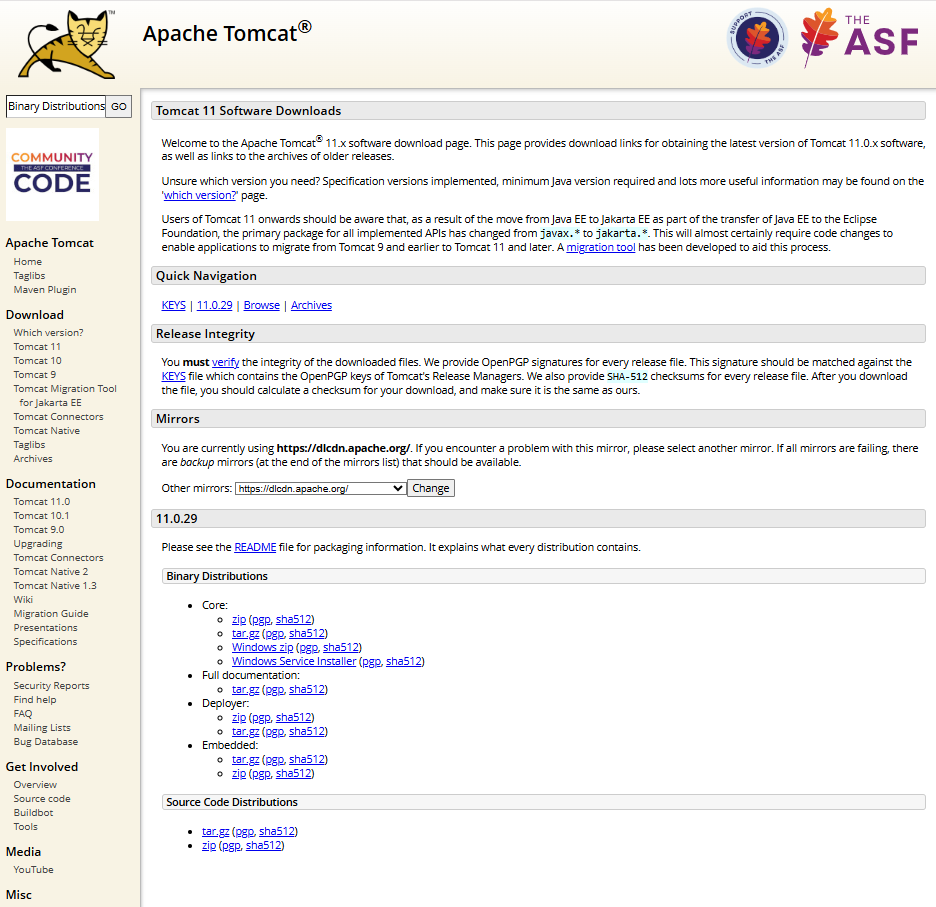 TM
Apache Tomcat®
SUPPORT
THE ASF
THE
ASF
Binary Distributions GO
COMMUNITY
THE ASF CONFERENCE
CODE
Apache Tomcat
Home
Taglibs
Maven Plugin
Download
Which version?
Tomcat 11
Tomcat 10
Tomcat 9
Tomcat Migration Tool
for Jakarta EE
Tomcat Connectors
Tomcat Native
Taglibs
Archives
Documentation
Tomcat 11.0
Tomcat 10.1
Tomcat 9.0
Upgrading
Tomcat Connectors
Tomcat Native 2
Tomcat Native 1.3
Wiki
Migration Guide
Presentations
Specifications
Problems?
Security Reports
Find help
FAQ
Mailing Lists
Bug Database
Get Involved
Overview
Source code
Buildbot
Tools
Media
YouTube
Misc
Tomcat 11 Software Downloads
Welcome to the Apache Tomcat® 11.x software download page. This page provides download links for obtaining the latest version of Tomcat 11.0.x software,
as well as links to the archives of older releases.
Unsure which version you need? Specification versions implemented, minimum Java version required and lots more useful information may be found on the
'which version?' page.
Users of Tomcat 11 onwards should be aware that, as a result of the move from Java EE to Jakarta EE as part of the transfer of Java EE to the Eclipse
Foundation, the primary package for all implemented APIs has changed from javax.* to jakarta.*. This will almost certainly require code changes to
enable applications to migrate from Tomcat 9 and earlier to Tomcat 11 and later. A migration tool has been developed to aid this process.
Quick Navigation
KEYS | 11.0.29 | Browse | Archives
Release Integrity
You must verify the integrity of the downloaded files. We provide OpenPGP signatures for every release file. This signature should be matched against the
KEYS file which contains the OpenPGP keys of Tomcat's Release Managers. We also provide SHA-512 checksums for every release file. After you download
the file, you should calculate a checksum for your download, and make sure it is the same as ours.
Mirrors
You are currently using https://dlcdn.apache.org/. If you encounter a problem with this mirror, please select another mirror. If all mirrors are failing, there
are backup mirrors (at the end of the mirrors list) that should be available.
Other mirrors: https://dlcdn.apache.org/ Change
11.0.29
Please see the README file for packaging information. It explains what every distribution contains.
Binary Distributions
Core:
zip (pgp, sha512)
tar.gz (pgp, sha512)
Windows zip (pgp, sha512)
Windows Service Installer (pgp, sha512)
Full documentation:
tar.gz (pgp, sha512)
Deployer:
zip (pgp, sha512)
tar.gz (pgp, sha512)
Embedded:
tar.gz (pgp, sha512)
zip (pgp, sha512)
Source Code Distributions
tar.gz (pgp, sha512)
zip (pgp, sha512)